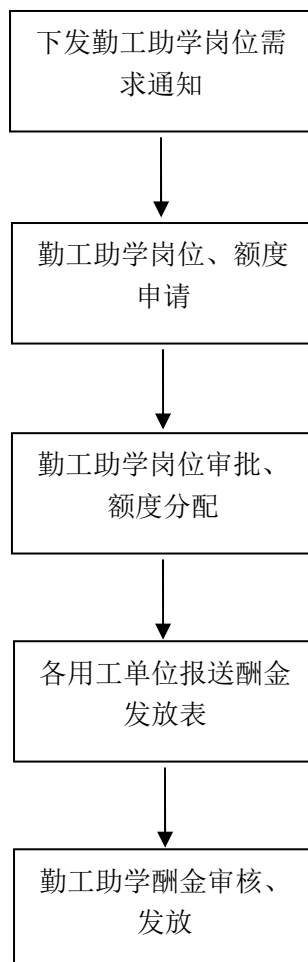 下发勤工助学岗位需
求通知
勤工助学岗位、额度
申请
勤工助学岗位审批、
额度分配
各用工单位报送酬金
发放表
勤工助学酬金审核、
发放